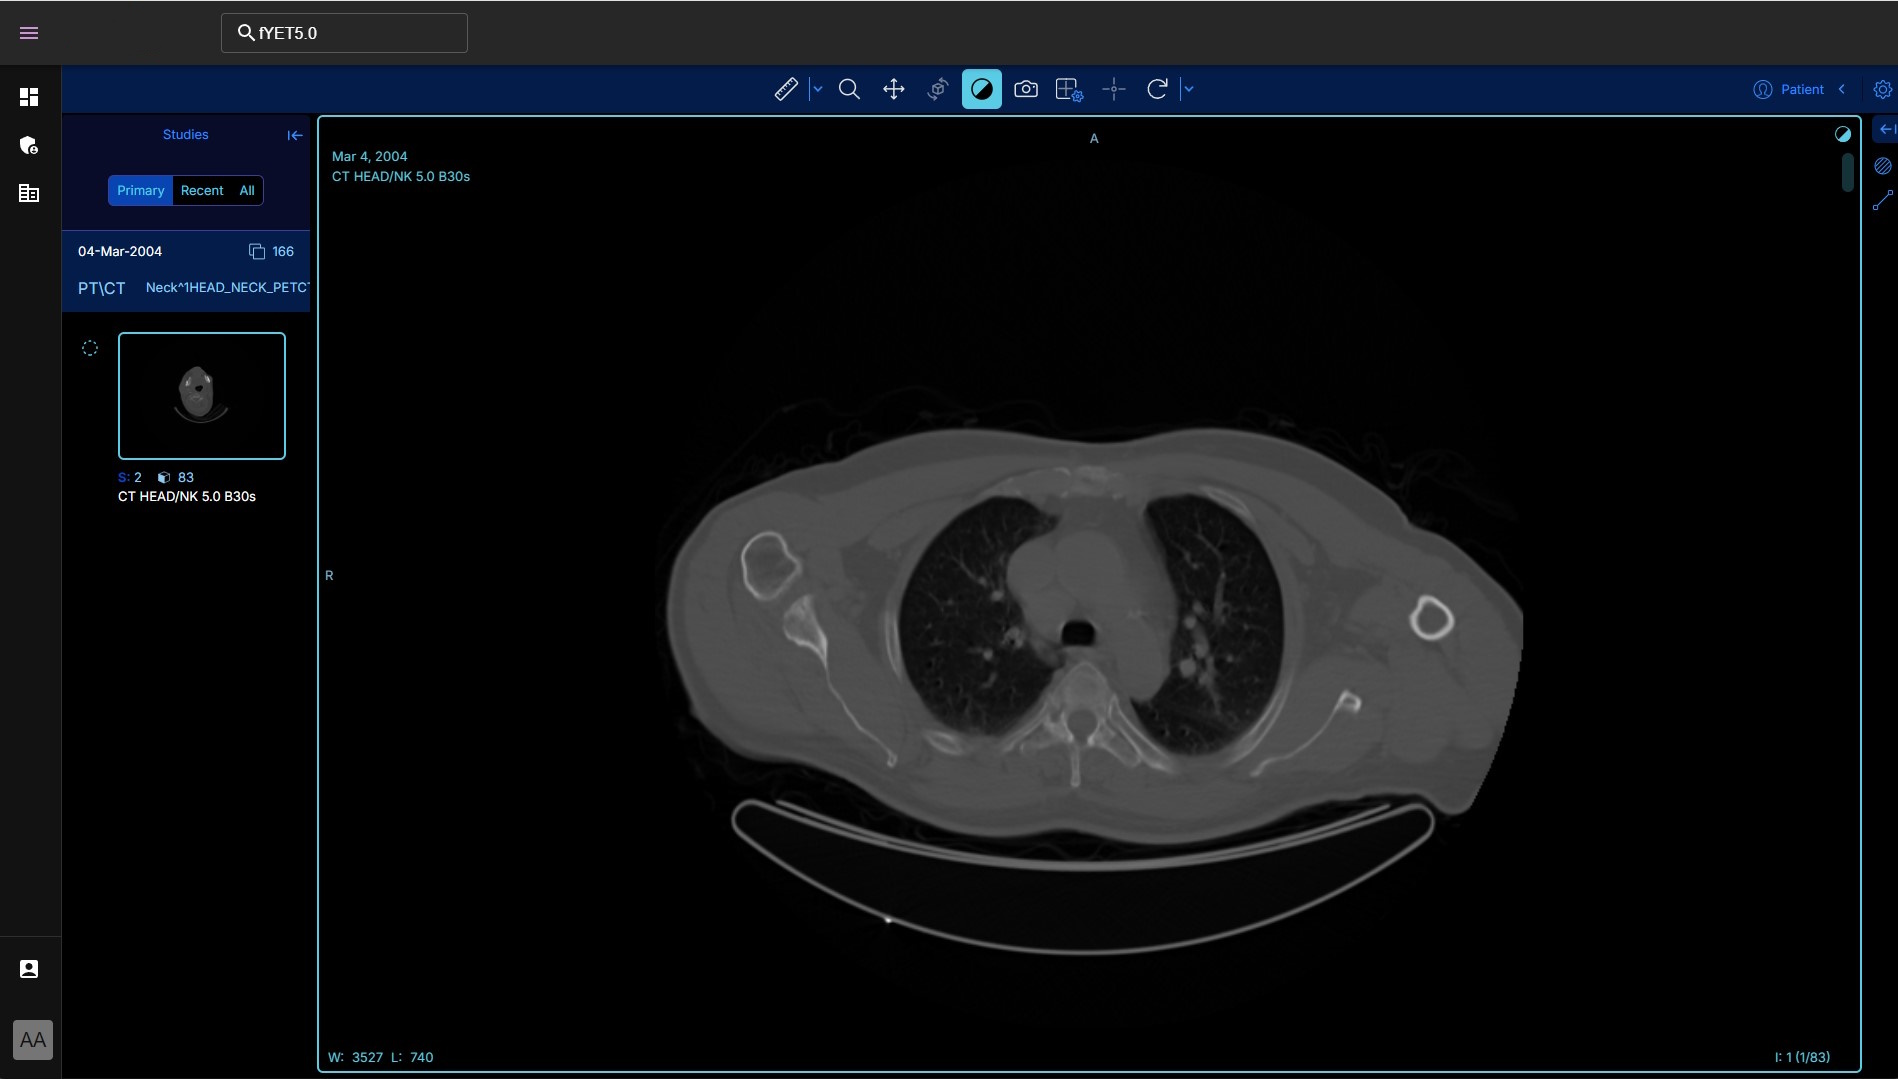 fYET5.0
Patient
Studies
Primary Recent All
04-Mar-2004 166
PT\CT Neck^1HEAD_NECK_PETCT
S: 2 83
CT HEAD/NK 5.0 B30s
A
Mar 4, 2004
CT HEAD/NK 5.0 B30s
R
W: 3527 L: 740
I: 1 (1/83)
AA